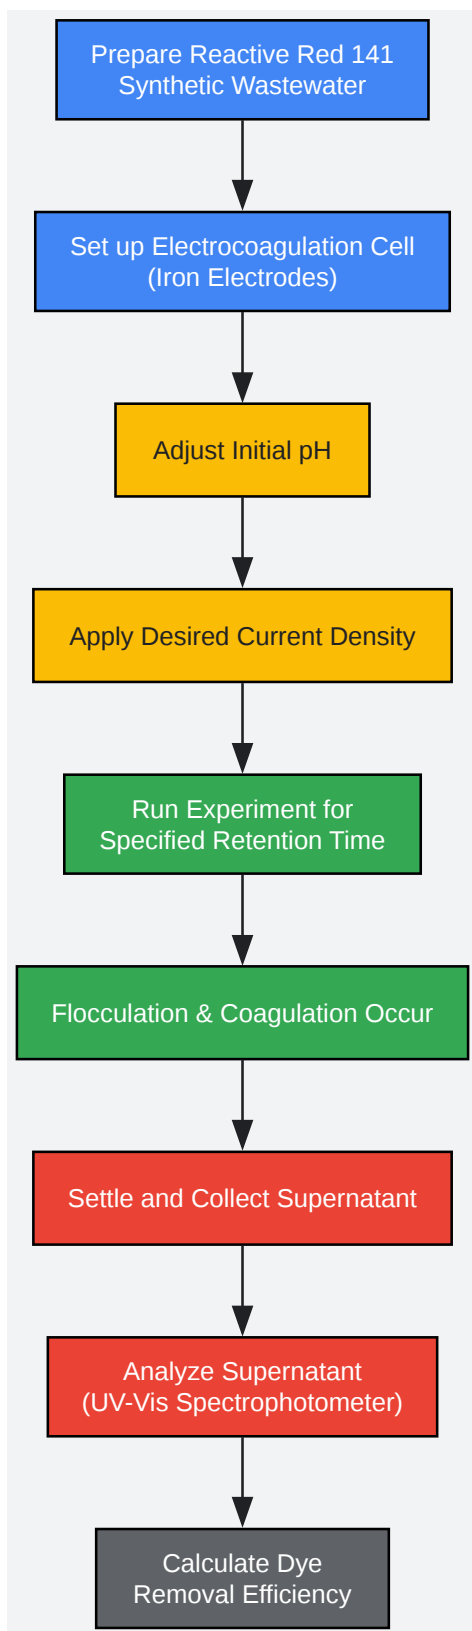 Prepare Reactive Red 141
Synthetic Wastewater
Set up Electrocoagulation Cell
(Iron Electrodes)
Adjust Initial pH
Apply Desired Current Density
Run Experiment for
Specified Retention Time
Flocculation & Coagulation Occur
Settle and Collect Supernatant
Analyze Supernatant
(UV-Vis Spectrophotometer)
Calculate Dye
Removal Efficiency